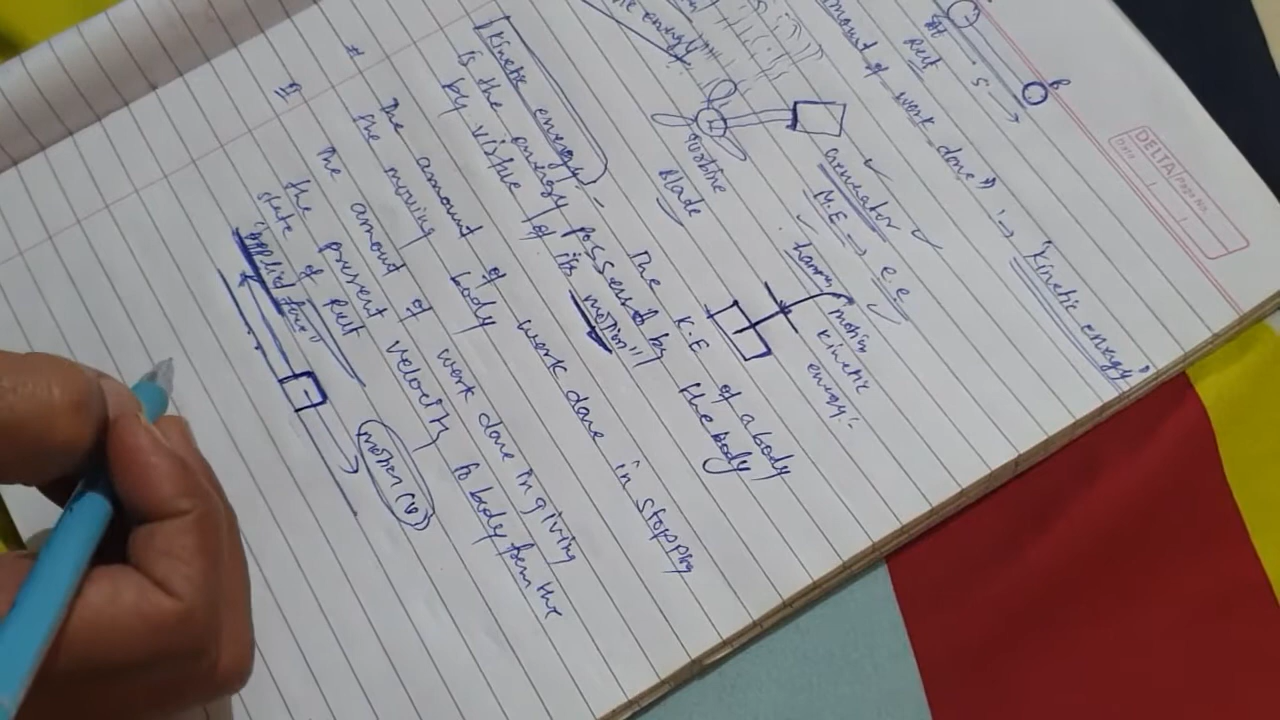 DELTA
Date
Page No.
B
S
Rest
amount of work done" :-> "Kinetic energy"
Generator
M.E -> e.e
Turbine
Blade
motion
kinetic
energy:-
Kinetic energy :- The K.E of a body
is the energy possessed by the body
by virtue of its motion"
* The amount of work done in stopping
the moving body
The amount of work done in giving
the present velocity to body from the
state of rest
"applied force"
motion (v)